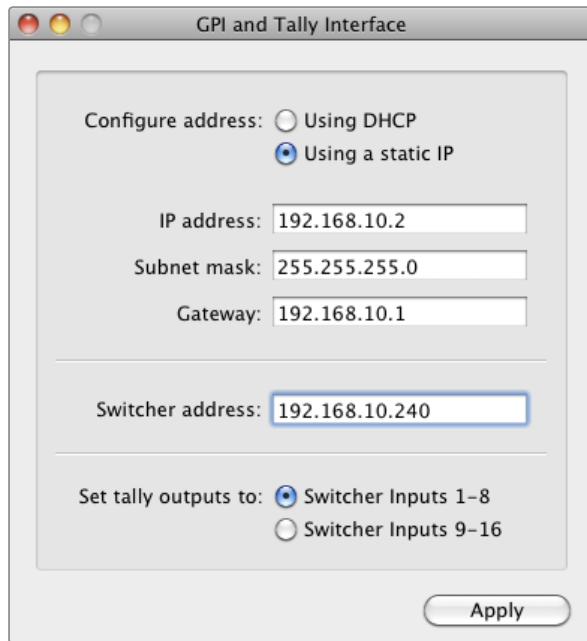 GPI and Tally Interface
Configure address: Using DHCP
Using a static IP
IP address: 192.168.10.2
Subnet mask: 255.255.255.0
Gateway: 192.168.10.1
Switcher address: 192.168.10.240
Set tally outputs to: Switcher Inputs 1–8
Switcher Inputs 9–16
Apply